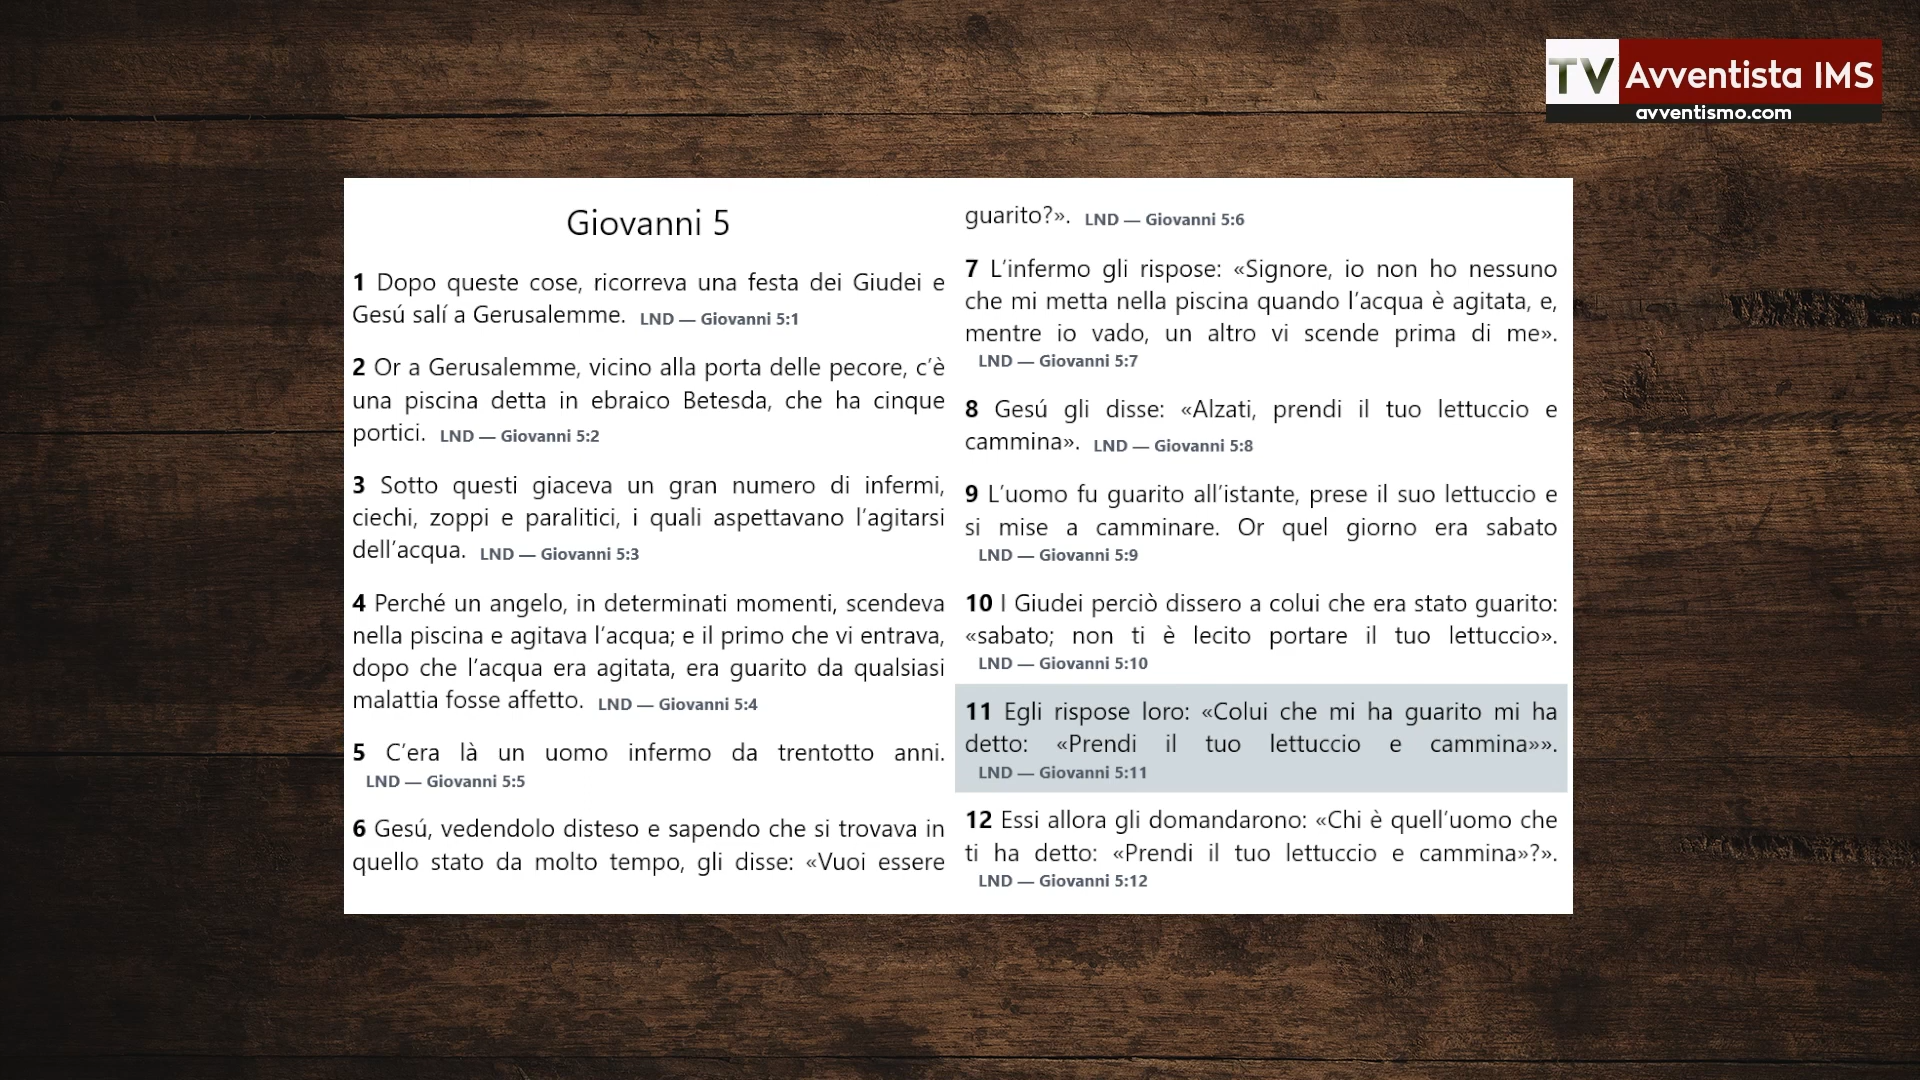 TV Avventista IMS
avventismo.com
Giovanni 5
1 Dopo queste cose, ricorreva una festa dei Giudei e
Gesú salí a Gerusalemme. LND — Giovanni 5:1
2 Or a Gerusalemme, vicino alla porta delle pecore, c’è
una piscina detta in ebraico Betesda, che ha cinque
portici. LND — Giovanni 5:2
3 Sotto questi giaceva un gran numero di infermi,
ciechi, zoppi e paralitici, i quali aspettavano l’agitarsi
dell’acqua. LND — Giovanni 5:3
4 Perché un angelo, in determinati momenti, scendeva
nella piscina e agitava l’acqua; e il primo che vi entrava,
dopo che l’acqua era agitata, era guarito da qualsiasi
malattia fosse affetto. LND — Giovanni 5:4
5 C’era là un uomo infermo da trentotto anni.
LND — Giovanni 5:5
6 Gesú, vedendolo disteso e sapendo che si trovava in
quello stato da molto tempo, gli disse: «Vuoi essere
guarito?». LND — Giovanni 5:6
7 L’infermo gli rispose: «Signore, io non ho nessuno
che mi metta nella piscina quando l’acqua è agitata, e,
mentre io vado, un altro vi scende prima di me».
LND — Giovanni 5:7
8 Gesú gli disse: «Alzati, prendi il tuo lettuccio e
cammina». LND — Giovanni 5:8
9 L’uomo fu guarito all’istante, prese il suo lettuccio e
si mise a camminare. Or quel giorno era sabato
LND — Giovanni 5:9
10 I Giudei perciò dissero a colui che era stato guarito:
«sabato; non ti è lecito portare il tuo lettuccio».
LND — Giovanni 5:10
11 Egli rispose loro: «Colui che mi ha guarito mi ha
detto: «Prendi il tuo lettuccio e cammina»».
LND — Giovanni 5:11
12 Essi allora gli domandarono: «Chi è quell’uomo che
ti ha detto: «Prendi il tuo lettuccio e cammina»?».
LND — Giovanni 5:12